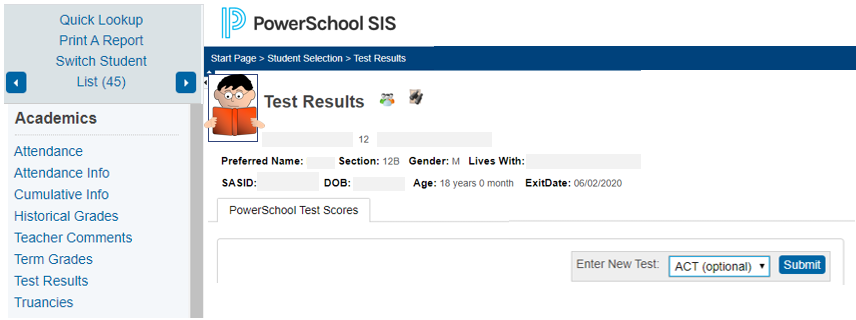 Quick Lookup
Print A Report
Switch Student
List (45)
Academics
Attendance
Attendance Info
Cumulative Info
Historical Grades
Teacher Comments
Term Grades
Test Results
Truancies
PowerSchool SIS
Start Page > Student Selection > Test Results
Test Results
12
Preferred Name: Section: 12B Gender: M Lives With:
SASID: DOB: Age: 18 years 0 month ExitDate: 06/02/2020
PowerSchool Test Scores
Enter New Test: ACT (optional) Submit